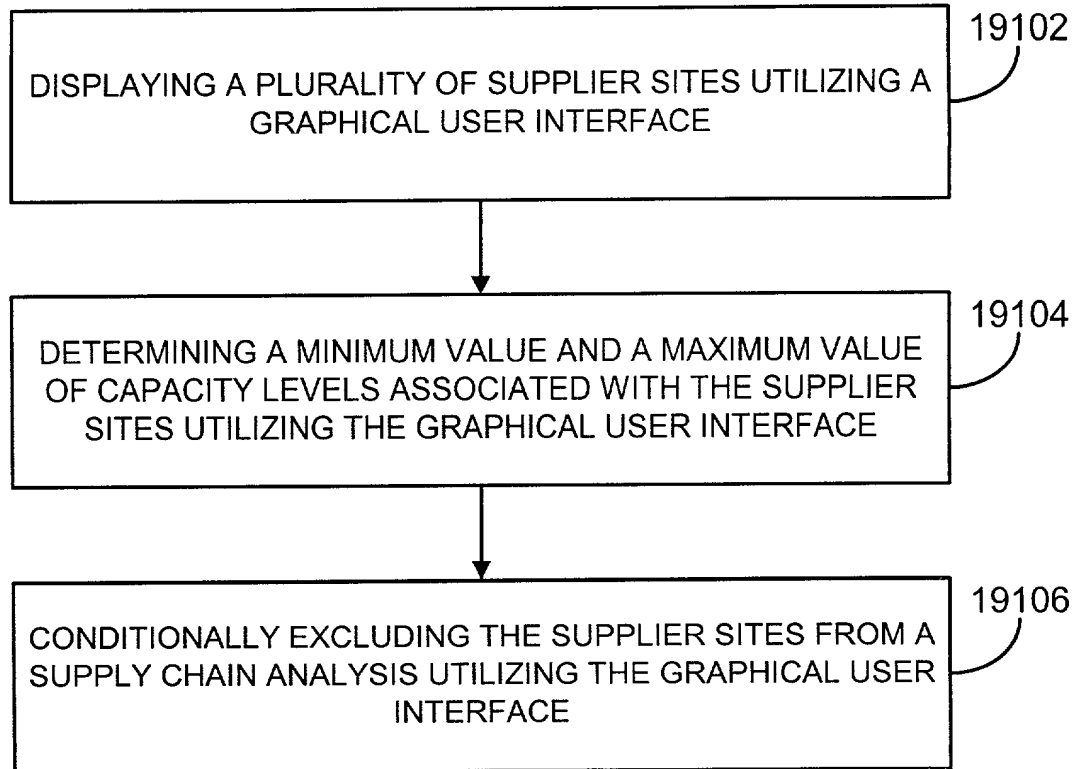 19102
DISPLAYING A PLURALITY OF SUPPLIER SITES UTILIZING A
GRAPHICAL USER INTERFACE
19104
DETERMINING A MINIMUM VALUE AND A MAXIMUM VALUE
OF CAPACITY LEVELS ASSOCIATED WITH THE SUPPLIER
SITES UTILIZING THE GRAPHICAL USER INTERFACE
19106
CONDITIONALLY EXCLUDING THE SUPPLIER SITES FROM A
SUPPLY CHAIN ANALYSIS UTILIZING THE GRAPHICAL USER
INTERFACE